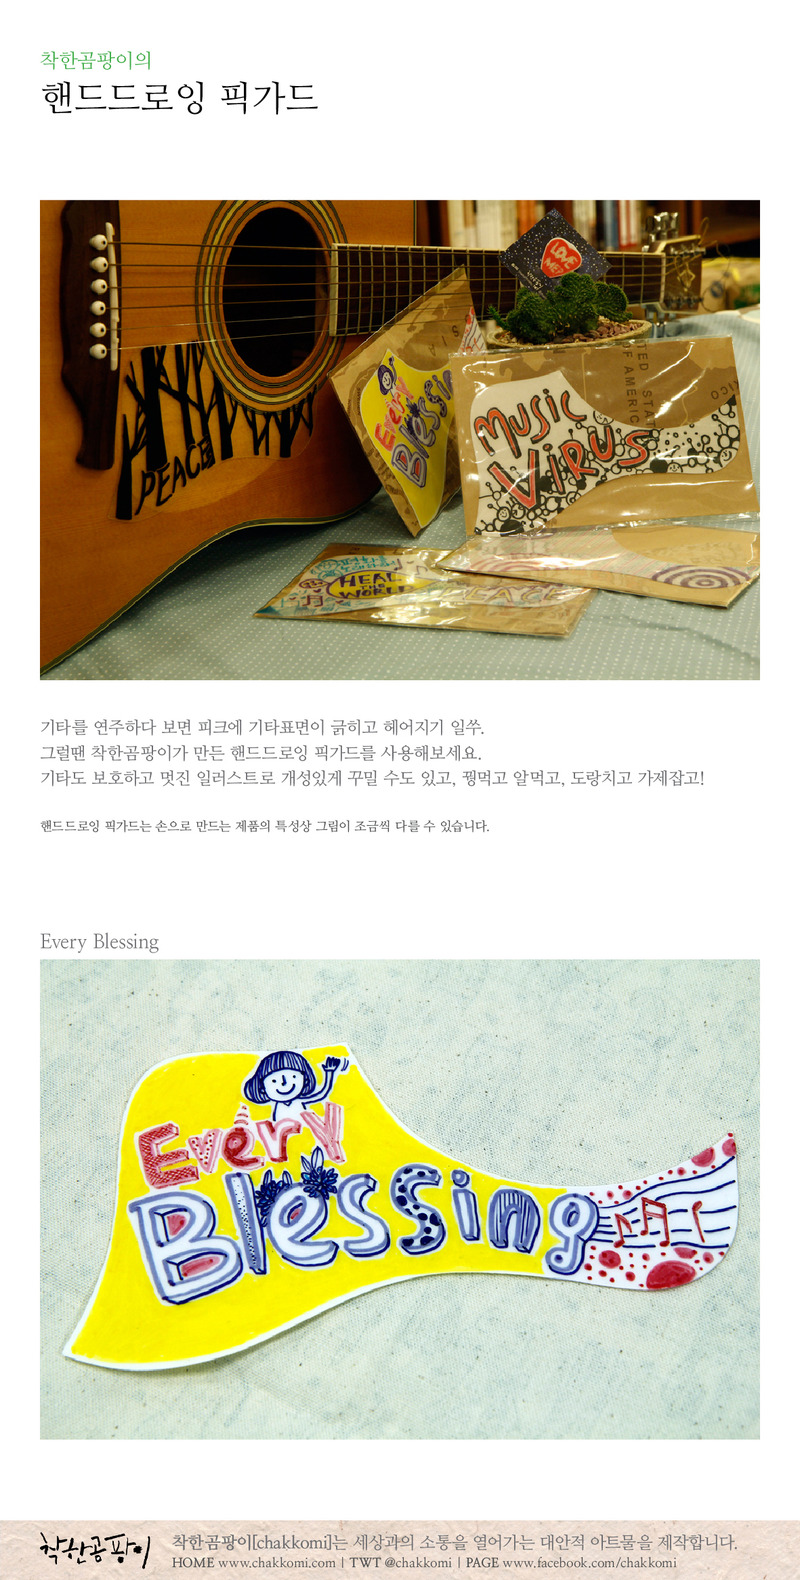 착한곰팡이의
핸드드로잉 픽가드
LOVE
ME!
PEACE
Every
Blessin
TED STAT
F AMERIC
MUSIC
VIRUS
HEAL
THE
WORLD
PEACE
기타를 연주하다 보면 피크에 기타표면이 긁히고 헤어지기 일쑤.
그럴땐 착한곰팡이가 만든 핸드드로잉 픽가드를 사용해보세요.
기타도 보호하고 멋진 일러스트로 개성있게 꾸밀 수도 있고, 꿩먹고 알먹고, 도랑치고 가제잡고!
핸드드로잉 픽가드는 손으로 만드는 제품의 특성상 그림이 조금씩 다를 수 있습니다.
Every Blessing
Every
Blessing
착한곰팡이
착한곰팡이[chakkomi]는 세상과의 소통을 열어가는 대안적 아트물을 제작합니다.
HOME www.chakkomi.com | TWT @chakkomi | PAGE www.facebook.com/chakkomi